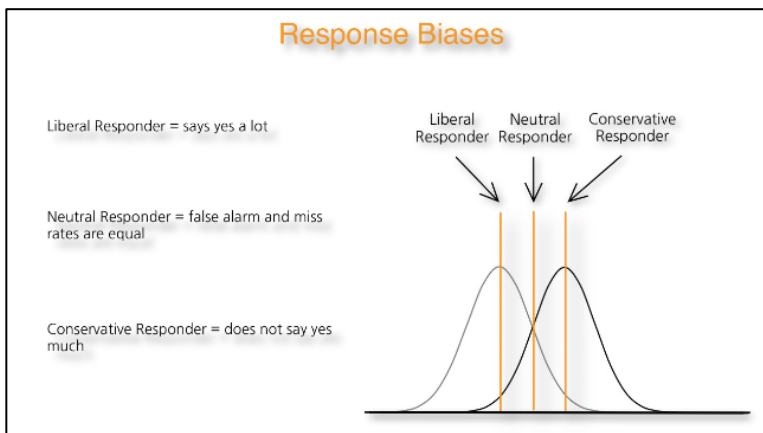 Response Biases
Liberal Responder = says yes a lot
Neutral Responder = false alarm and miss
rates are equal
Conservative Responder = does not say yes
much
Liberal
Responder
Neutral
Responder
Conservative
Responder